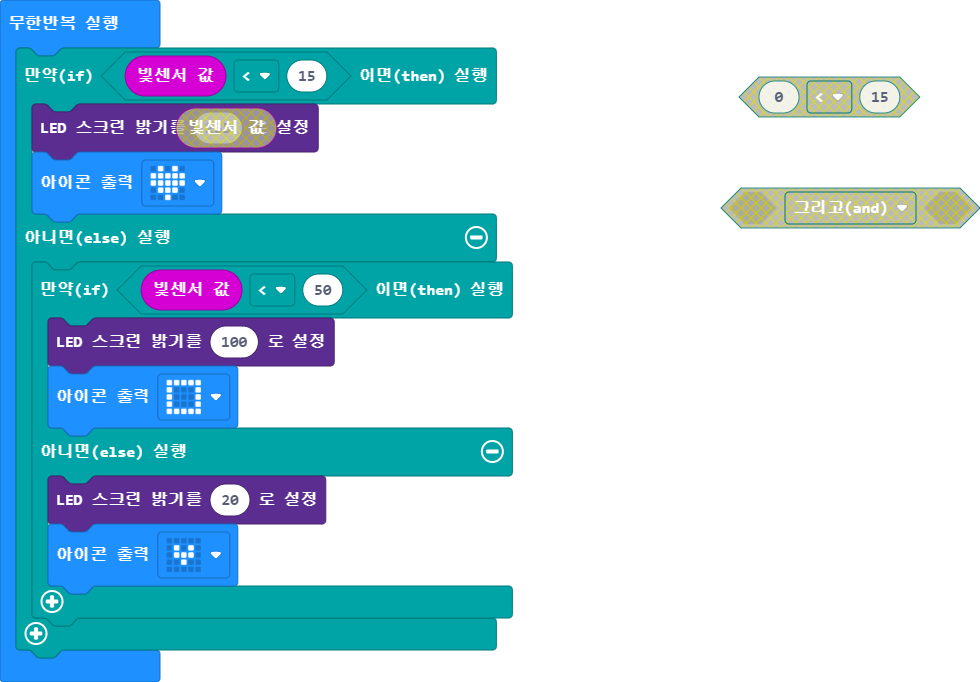 무한반복 실행
만약(if) 빛센서 값 < 15 이면(then) 실행
0 < 15
LED 스크린 밝기를 빛센서 값 설정
아이콘 출력
그리고(and)
아니면(else) 실행
만약(if) 빛센서 값 < 50 이면(then) 실행
LED 스크린 밝기를 100 로 설정
아이콘 출력
아니면(else) 실행
LED 스크린 밝기를 20 로 설정
아이콘 출력